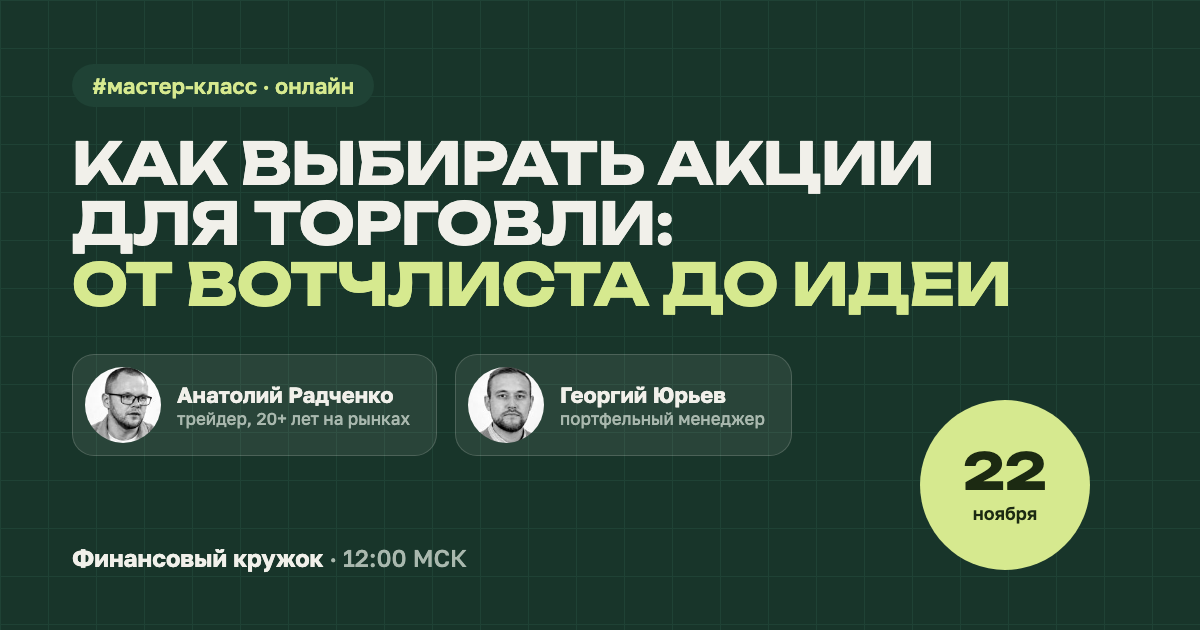 #мастер-класс · онлайн
КАК ВЫБИРАТЬ АКЦИИ
ДЛЯ ТОРГОВЛИ:
ОТ ВОТЧЛИСТА ДО ИДЕИ
Анатолий Радченко
трейдер, 20+ лет на рынках
Георгий Юрьев
портфельный менеджер
22
ноября
Финансовый кружок · 12:00 МСК